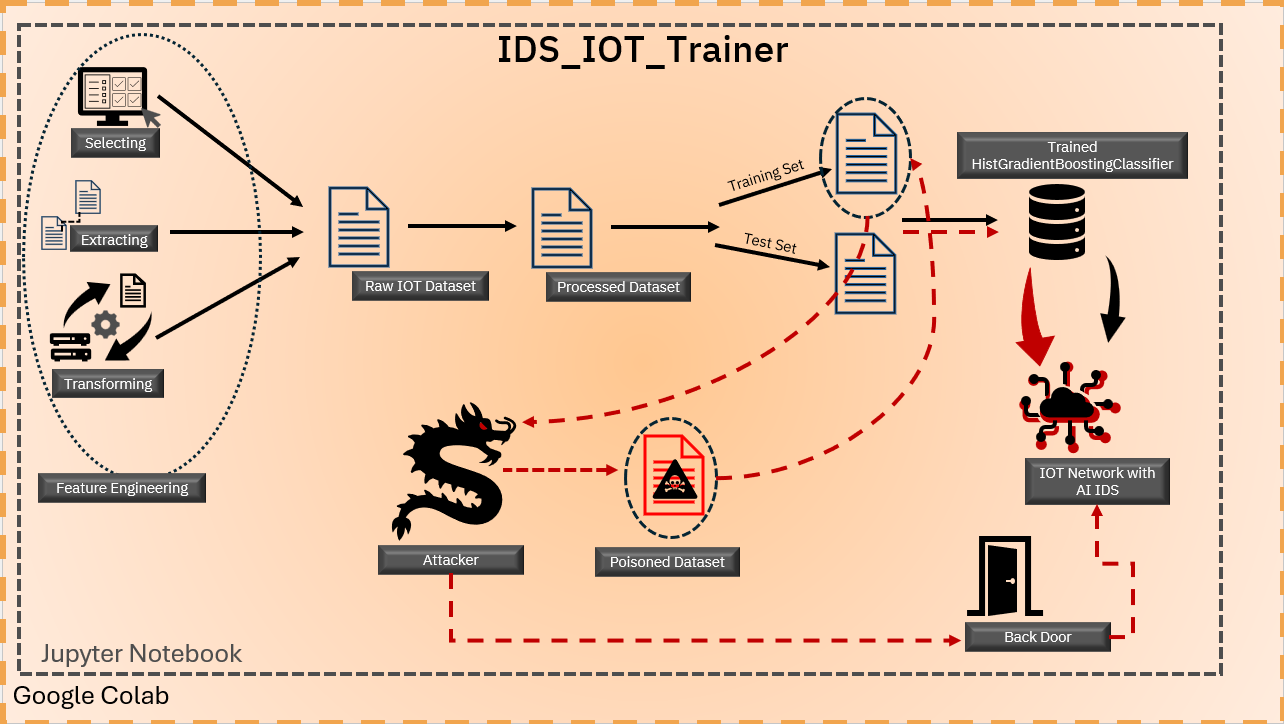 IDS_IOT_Trainer
Selecting
Extracting
Transforming
Feature Engineering
Raw IOT Dataset
Processed Dataset
Training Set
Test Set
Trained
HistGradientBoostingClassifier
IOT Network with
AI IDS
Attacker
Poisoned Dataset
Back Door
Jupyter Notebook
Google Colab